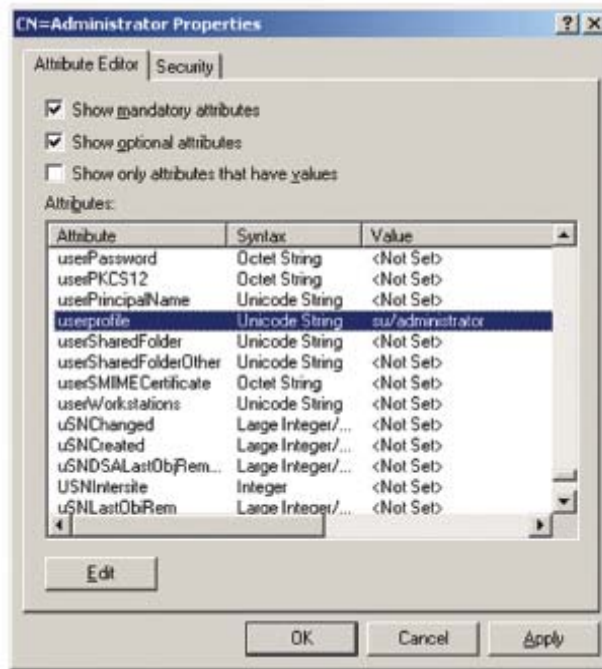 CN=Administrator Properties
Attribute Editor Security
Show mandatory attributes
Show optional attributes
Show only attributes that have values
Attributes:
Attribute Syntax Value
userPassword Octet String <Not Set>
userPKCS12 Octet String <Not Set>
userPrincipalName Unicode String <Not Set>
userprofile Unicode String su/administrator
userSharedFolder Unicode String <Not Set>
userSharedFolderOther Unicode String <Not Set>
userSMIMECertificate Octet String <Not Set>
userWorkstations Unicode String <Not Set>
uSNChanged Large Integer/... <Not Set>
uSNCreated Large Integer/... <Not Set>
uSNDSALastObjRem... Large Integer/... <Not Set>
USNIntersite Integer <Not Set>
uSNLastObjRem Large Integer/... <Not Set>
Edit
OK Cancel Apply